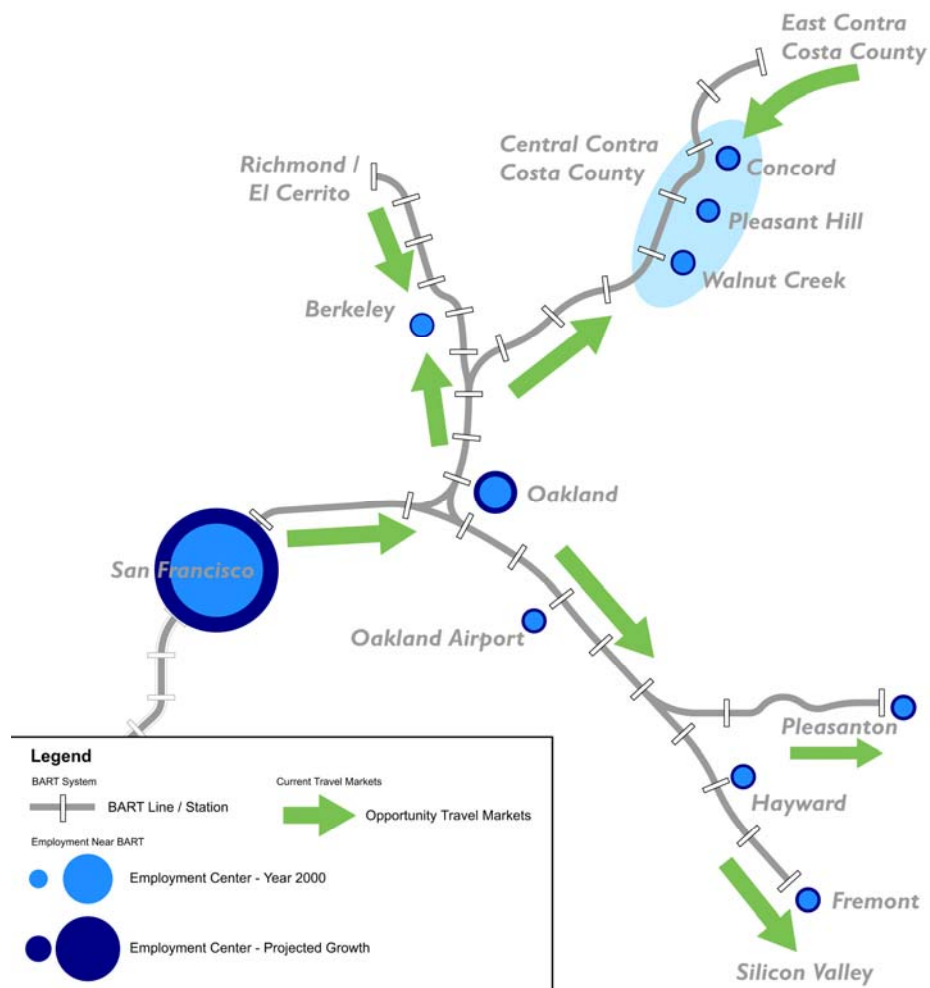 East Contra
Costa County
Central Contra
Costa County
Concord
Richmond /
El Cerrito
Pleasant Hill
Walnut Creek
Berkeley
Oakland
San Francisco
Oakland Airport
Pleasanton
Hayward
Fremont
Silicon Valley
Legend
BART System
BART Line / Station
Current Travel Markets
Opportunity Travel Markets
Employment Near BART
Employment Center - Year 2000
Employment Center - Projected Growth